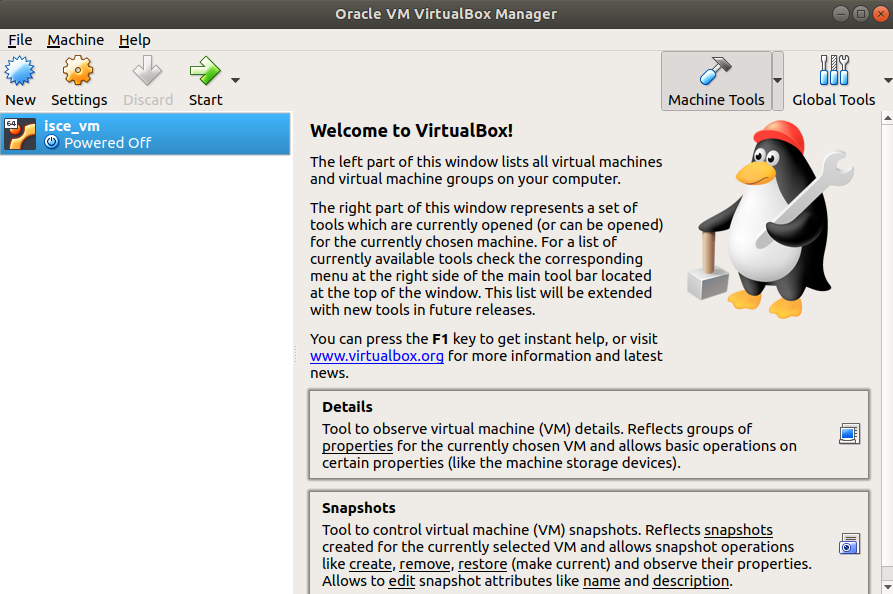 Oracle VM VirtualBox Manager
File Machine Help
New Settings Discard Start Machine Tools Global Tools
64
isce_vm
Powered Off
Welcome to VirtualBox!
The left part of this window lists all virtual machines
and virtual machine groups on your computer.
The right part of this window represents a set of
tools which are currently opened (or can be opened)
for the currently chosen machine. For a list of
currently available tools check the corresponding
menu at the right side of the main tool bar located
at the top of the window. This list will be extended
with new tools in future releases.
You can press the F1 key to get instant help, or visit
www.virtualbox.org for more information and latest
news.
Details
Tool to observe virtual machine (VM) details. Reflects groups of
properties for the currently chosen VM and allows basic operations on
certain properties (like the machine storage devices).
Snapshots
Tool to control virtual machine (VM) snapshots. Reflects snapshots
created for the currently selected VM and allows snapshot operations
like create, remove, restore (make current) and observe their properties.
Allows to edit snapshot attributes like name and description.